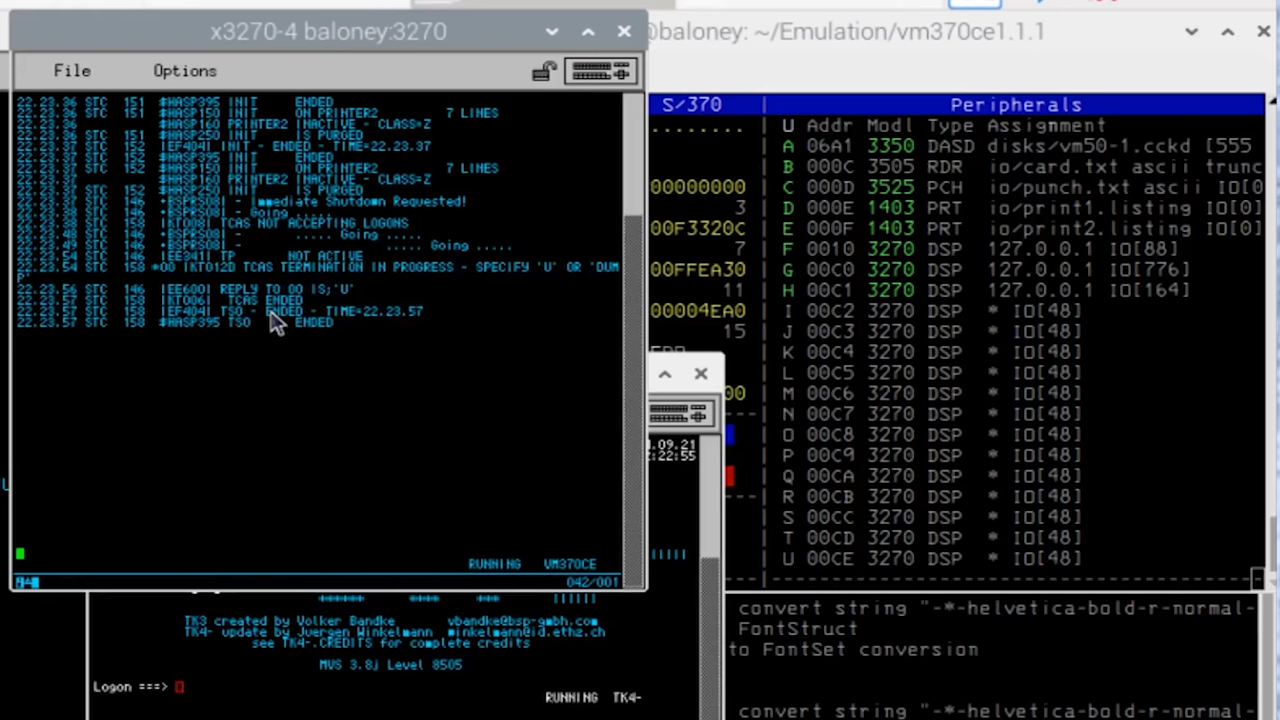 x3270-4 baloney:3270
File Options
22.23.36 STC 151 $HASP395 INIT ENDED
22.23.36 STC 151 $HASP150 INIT ON PRINTER2 7 LINES
22.23.37 $HASP160 PRINTER2 INACTIVE - CLASS=Z
22.23.37 STC 151 $HASP250 INIT IS PURGED
22.23.37 STC 152 IEF404I INIT - ENDED - TIME=22.23.37
22.23.37 STC 152 $HASP395 INIT ENDED
22.23.37 STC 152 $HASP150 INIT ON PRINTER2 7 LINES
22.23.37 $HASP160 PRINTER2 INACTIVE - CLASS=Z
22.23.37 STC 152 $HASP250 INIT IS PURGED
STC 146 +BSPRS08I - Immediate Shutdown Requested!
STC 146 +BSPRS08I - Going .....
STC 158 IKT008I TCAS NOT ACCEPTING LOGONS
22.23.48 STC 146 +BSPRS08I - ..... Going .....
22.23.49 STC 146 +BSPRS08I - ..... Going .....
22.23.54 STC 158 IEE341I TP NOT ACTIVE
22.23.54 STC 158 *00 IKT012D TCAS TERMINATION IN PROGRESS - SPECIFY 'U' OR 'DUM
P'
22.23.56 STC 146 IEE600I REPLY TO 00 IS;'U'
22.23.57 STC 158 IKT006I TCAS ENDED
22.23.57 STC 158 IEF404I TSO - ENDED - TIME=22.23.57
22.23.57 STC 158 $HASP395 TSO ENDED
RUNNING VM370CE
042/001
@baloney: ~/Emulation/vm370ce1.1.1
S/370 | Peripherals
........ | U Addr Modl Type Assignment
| A 06A1 3350 DASD disks/vm50-1.cckd [555
| B 000C 3505 RDR io/card.txt ascii trunc
00000000 | C 000D 3525 PCH io/punch.txt ascii IO[0
3 | D 000E 1403 PRT io/print1.listing IO[0]
00F3320C | E 000F 1403 PRT io/print2.listing IO[0]
7 | F 0010 3270 DSP 127.0.0.1 IO[88]
00FFEA30 | G 00C0 3270 DSP 127.0.0.1 IO[776]
11 | H 00C1 3270 DSP 127.0.0.1 IO[164]
00004EA0 | I 00C2 3270 DSP * IO[48]
15 | J 00C3 3270 DSP * IO[48]
| K 00C4 3270 DSP * IO[48]
| L 00C5 3270 DSP * IO[48]
00 | M 00C6 3270 DSP * IO[48]
| N 00C7 3270 DSP * IO[48]
| O 00C8 3270 DSP * IO[48]
| P 00C9 3270 DSP * IO[48]
| Q 00CA 3270 DSP * IO[48]
| R 00CB 3270 DSP * IO[48]
| S 00CC 3270 DSP * IO[48]
| T 00CD 3270 DSP * IO[48]
| U 00CE 3270 DSP * IO[48]
.09.21
:22:55
TK3 created by Volker Bandke vbandke@bsp-gmbh.com
TK4- update by Juergen Winkelmann winkelmann@id.ethz.ch
see TK4-.CREDITS for complete credits
MVS 3.8j Level 8505
Logon ===>
RUNNING TK4-
convert string "-*-helvetica-bold-r-normal-
FontStruct
to FontSet conversion
convert string "-*-helvetica-bold-r-normal-